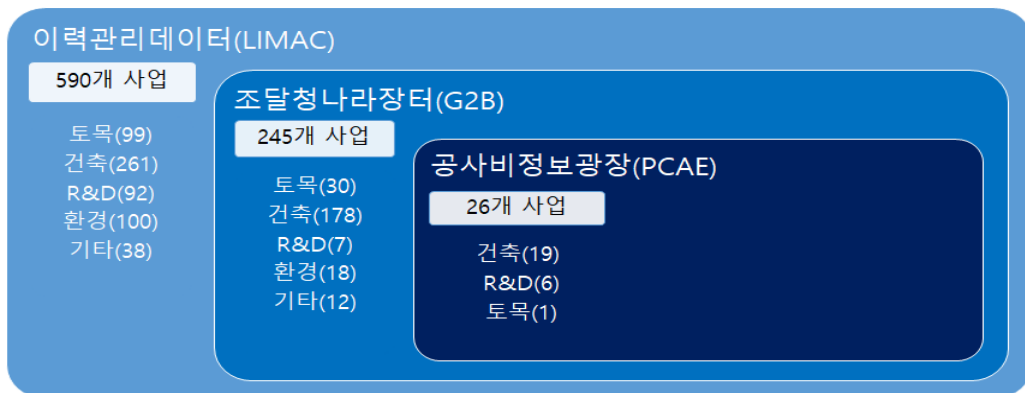 이력관리데이터(LIMAC)
590개 사업
토목(99)
건축(261)
R&D(92)
환경(100)
기타(38)
조달청나라장터(G2B)
245개 사업
토목(30)
건축(178)
R&D(7)
환경(18)
기타(12)
공사비정보광장(PCAE)
26개 사업
건축(19)
R&D(6)
토목(1)